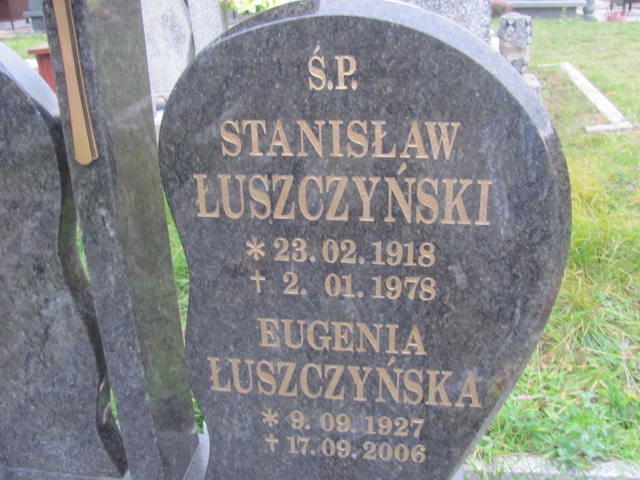 Ś.P.
STANISŁAW
ŁUSZCZYŃSKI
* 23. 02. 1918
† 2. 01. 1978
EUGENIA
ŁUSZCZYŃSKA
* 9. 09. 1927
† 17. 09. 2006